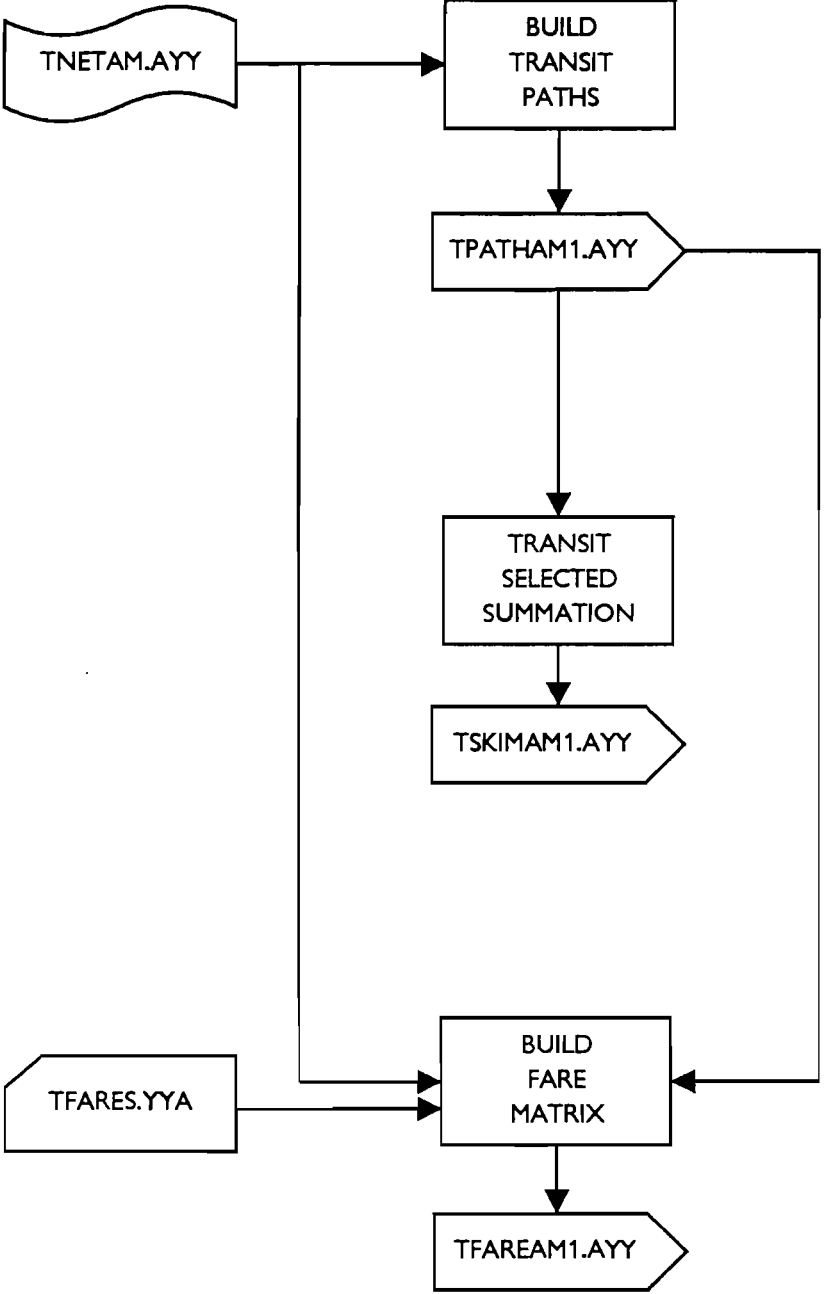 TNETAM.AYY
BUILD
TRANSIT
PATHS
TPATHAM1.AYY
TRANSIT
SELECTED
SUMMATION
TSKIMAM1.AYY
BUILD
FARE
MATRIX
TFARES.YYA
TFAREAM1.AYY